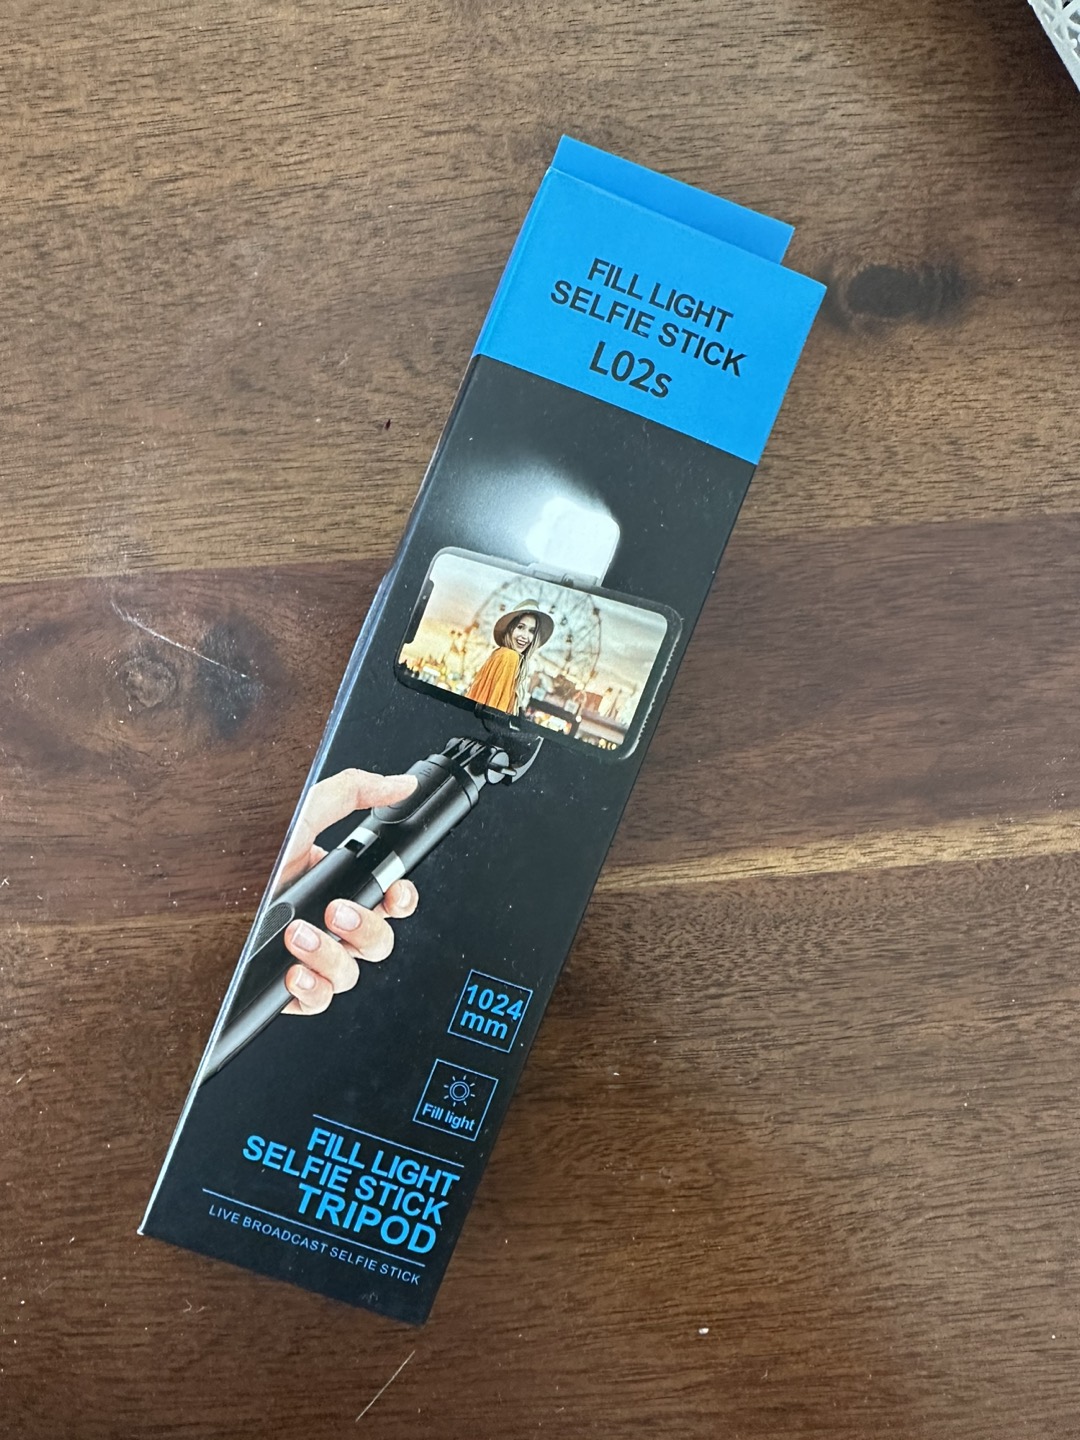 FILL LIGHT
SELFIE STICK
L02s
1024
mm
Fill light
FILL LIGHT
SELFIE STICK
TRIPOD
LIVE BROADCAST SELFIE STICK